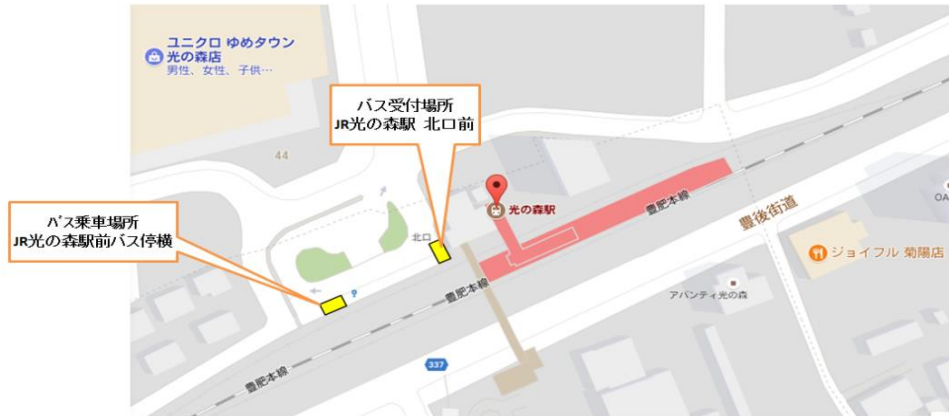 ユニクロ ゆめタウン
光の森店
男性、女性、子供…
バス受付場所
JR光の森駅 北口前
44
バス乗車場所
JR光の森駅前バス停横
北口
光の森駅
豊肥本線
豊後街道
OA
ジョイフル 菊陽店
アバンティ光の森
豊肥本線
337
豊肥本線